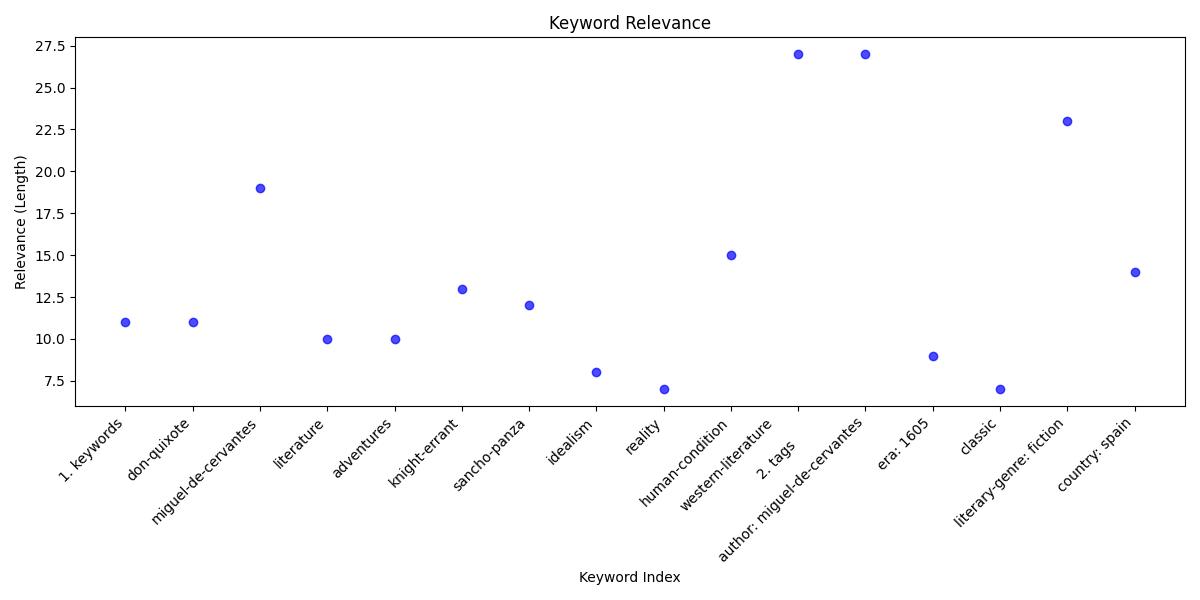 Keyword Relevance
Relevance (Length)
27.5
25.0
22.5
20.0
17.5
15.0
12.5
10.0
7.5
1. keywords
don-quixote
miguel-de-cervantes
literature
adventures
knight-errant
sancho-panza
idealism
reality
human-condition
western-literature
2. tags
author: miguel-de-cervantes
era: 1605
classic
literary-genre: fiction
country: spain
Keyword Index